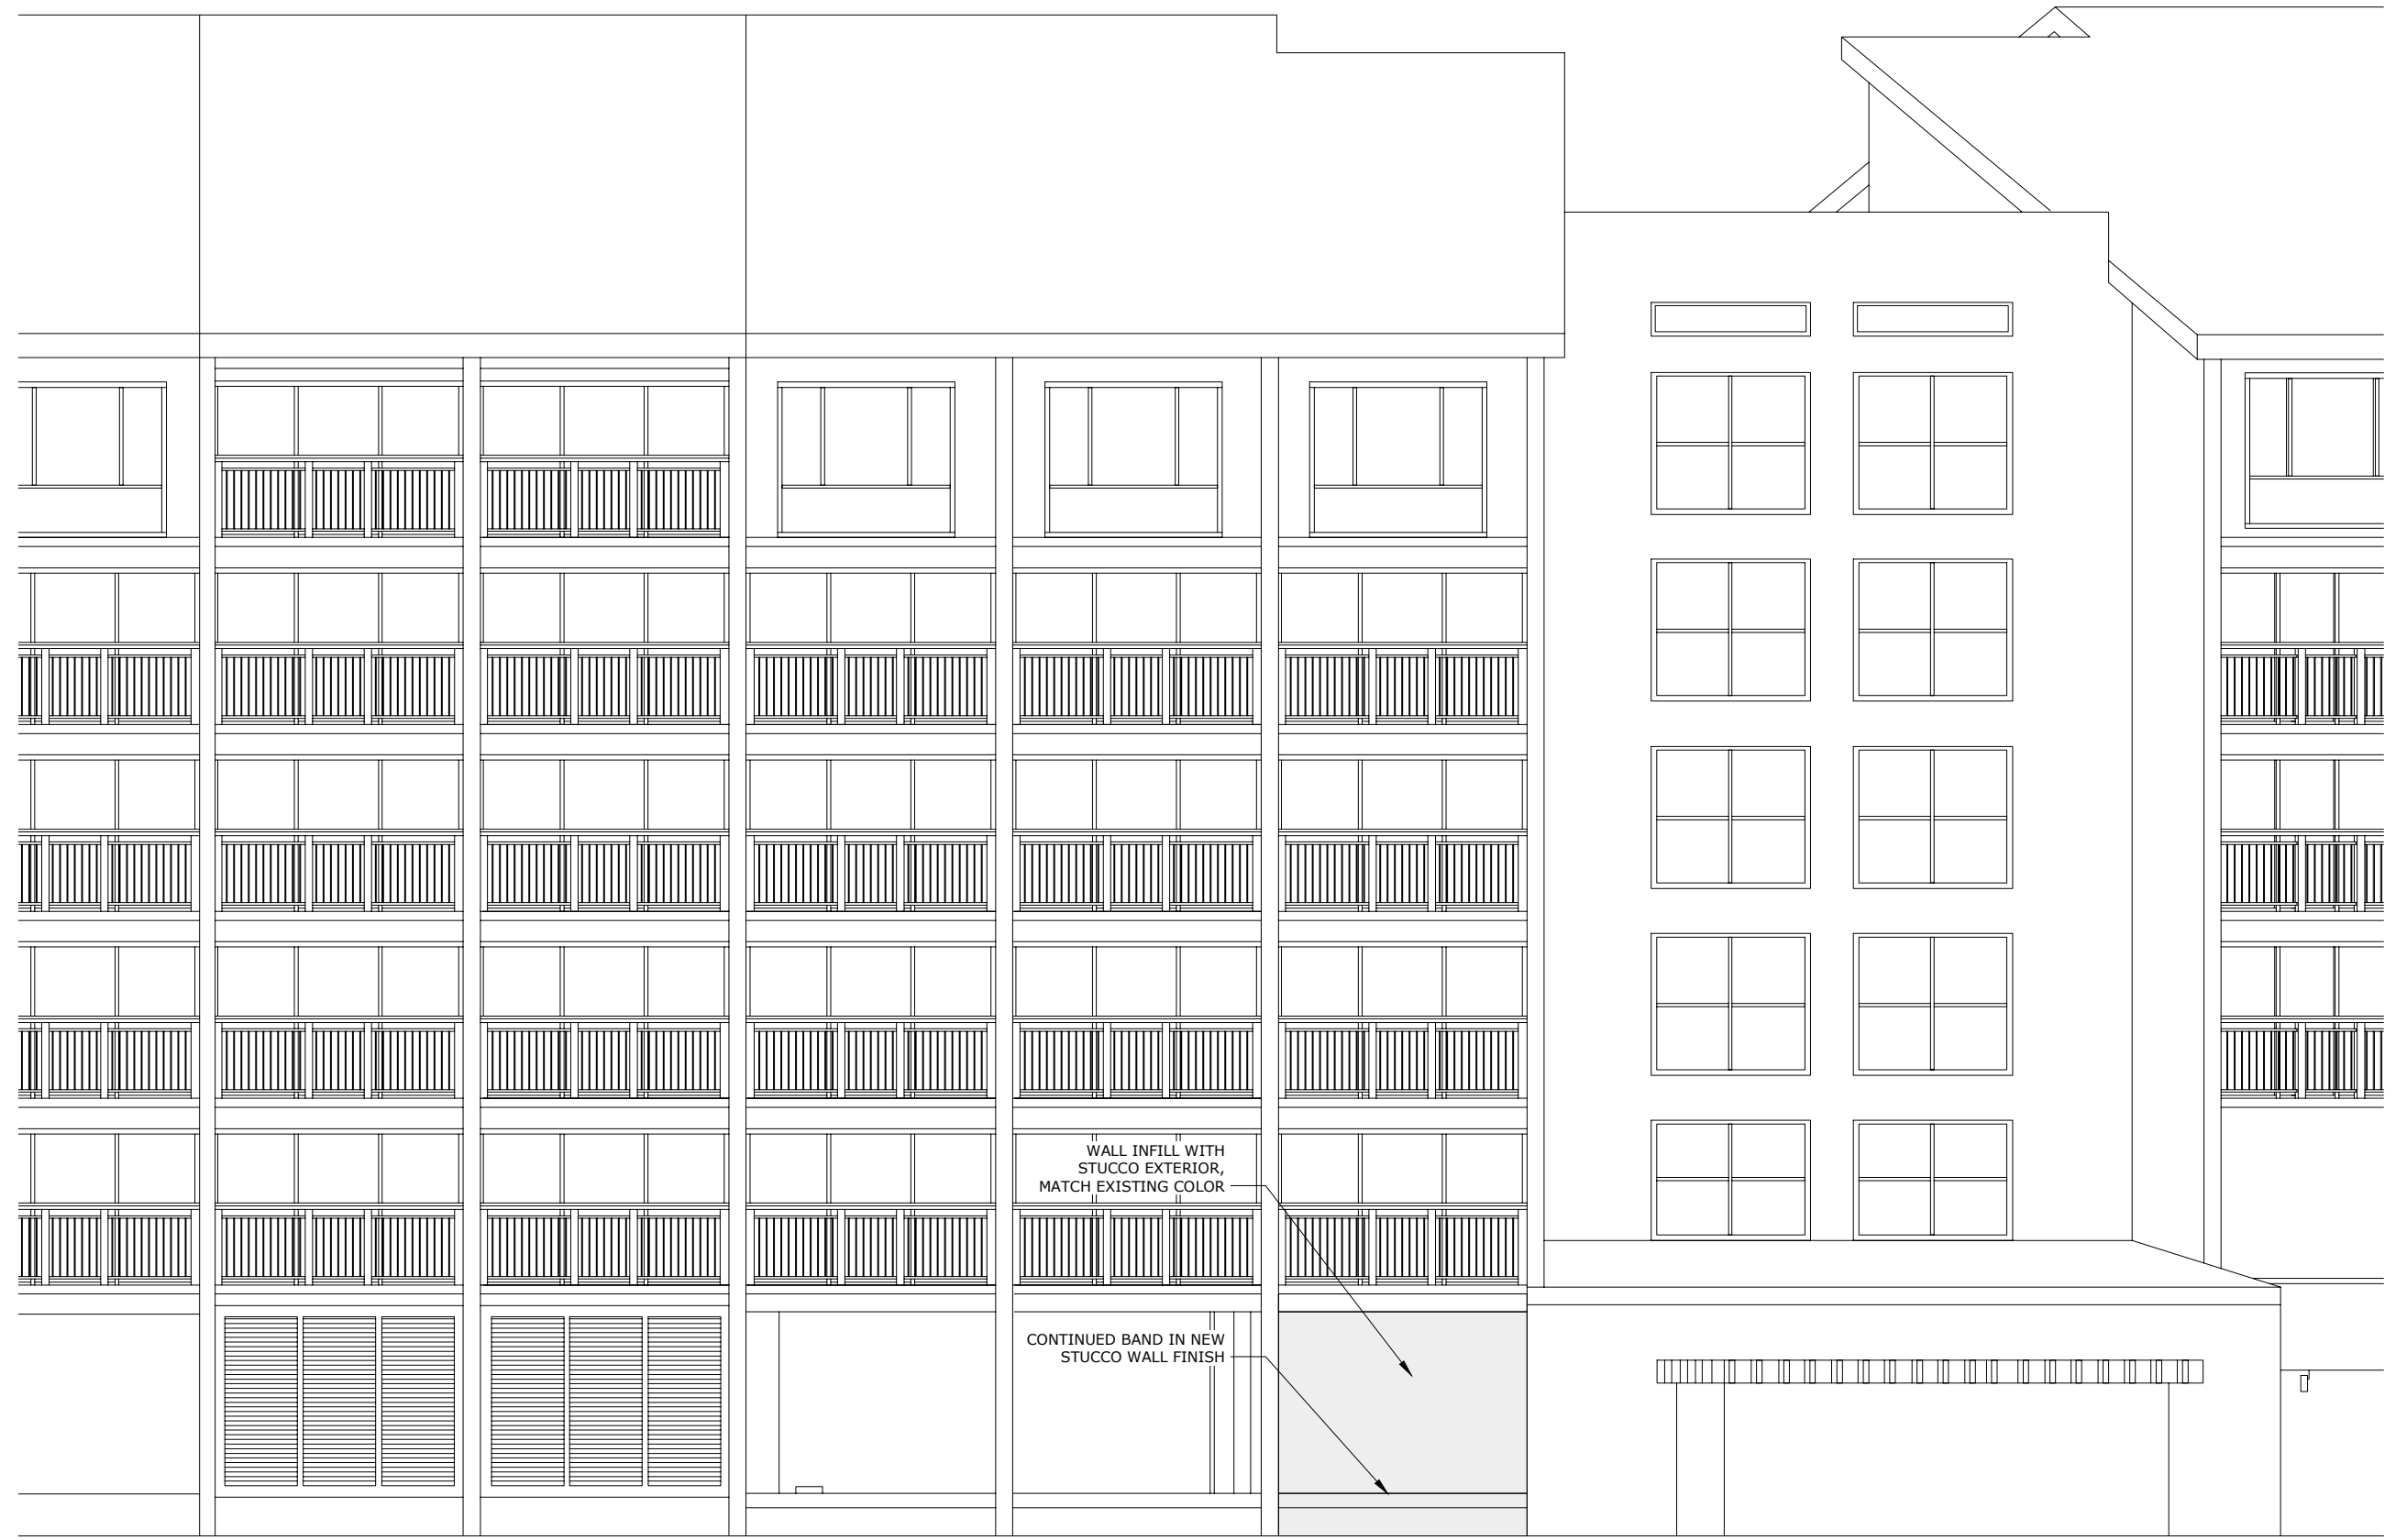 WALL INFILL WITH
STUCCO EXTERIOR,
MATCH EXISTING COLOR
CONTINUED BAND IN NEW
STUCCO WALL FINISH